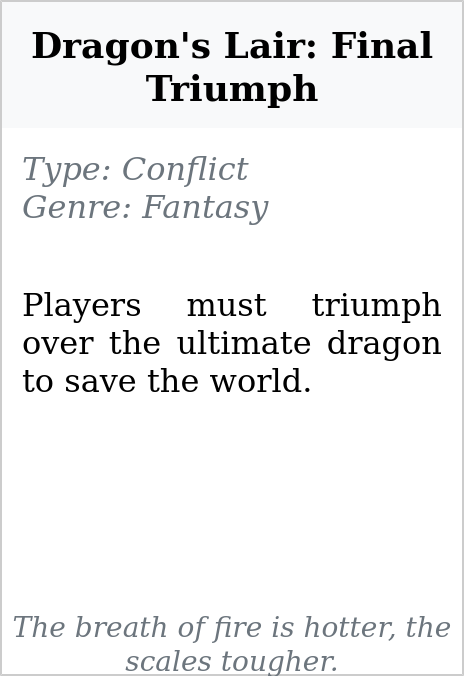 Dragon's Lair: Final
Triumph
Type: Conflict
Genre: Fantasy
Players must triumph
over the ultimate dragon
to save the world.
The breath of fire is hotter, the
scales tougher.